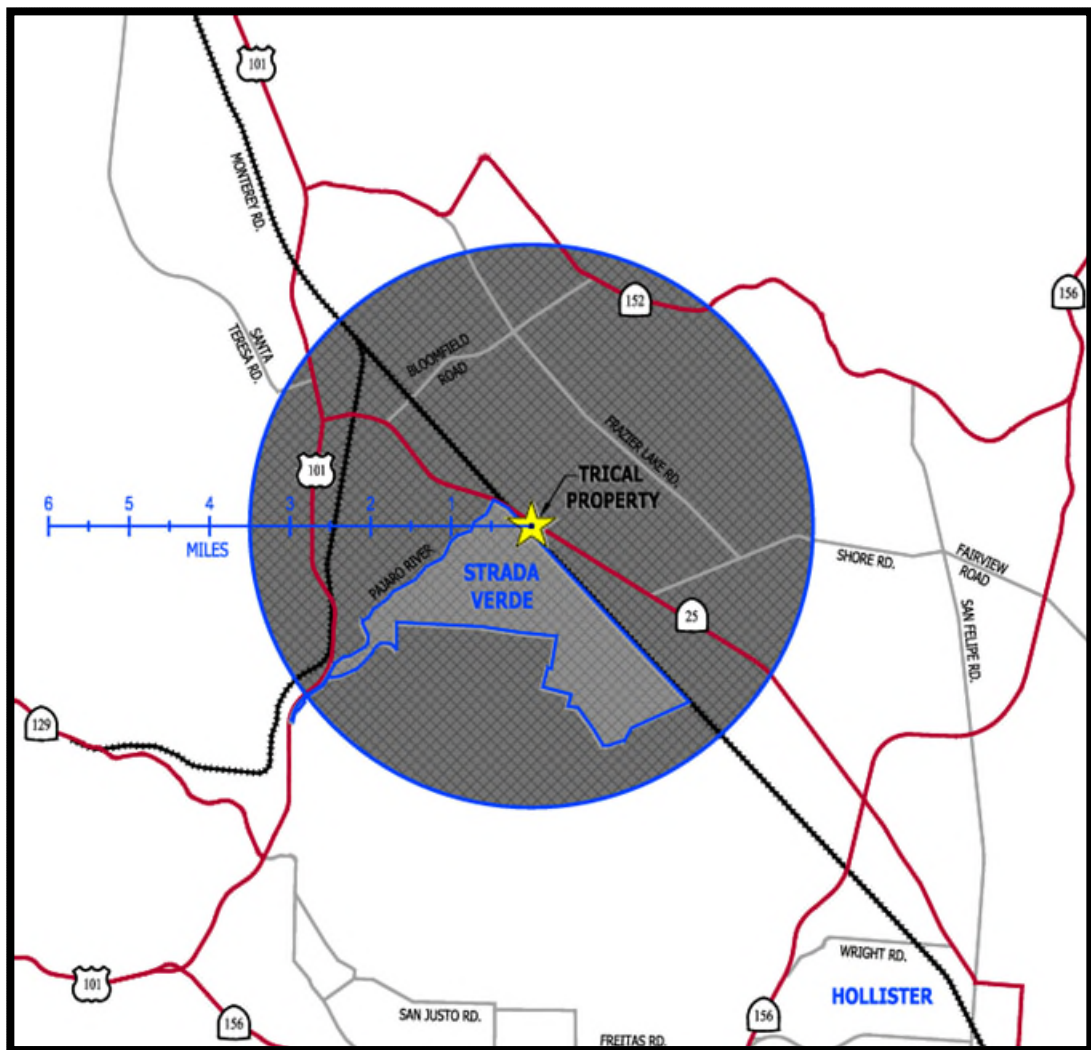 101
MONTEREY RD.
156
152
SANTA
TERESA RD.
BLOOMFIELD
ROAD
FRAZIER LAKE RD.
101
TRICAL
PROPERTY
6 5 4 3 2 1
MILES
PAJARO RIVER
STRADA
VERDE
SHORE RD.
FAIRVIEW
ROAD
25
SAN FELIPE RD.
129
WRIGHT RD.
101
HOLLISTER
156
SAN JUSTO RD.
156
FREITAS RD.